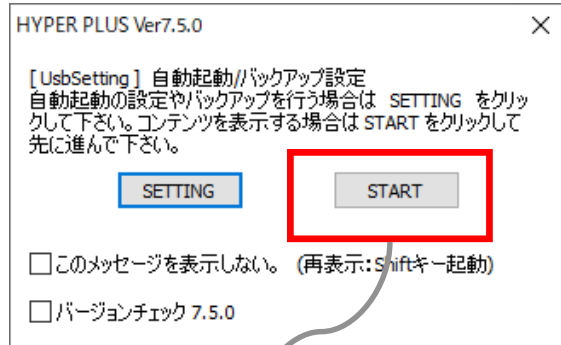 HYPER PLUS Ver7.5.0
[UsbSetting] 自動起動/バックアップ設定
自動起動の設定やバックアップを行う場合は SETTING をクリッ
クして下さい。コンテンツを表示する場合は START をクリックして
先に進んで下さい。
SETTING START
このメッセージを表示しない。 (再表示:Shiftキー起動)
バージョンチェック 7.5.0